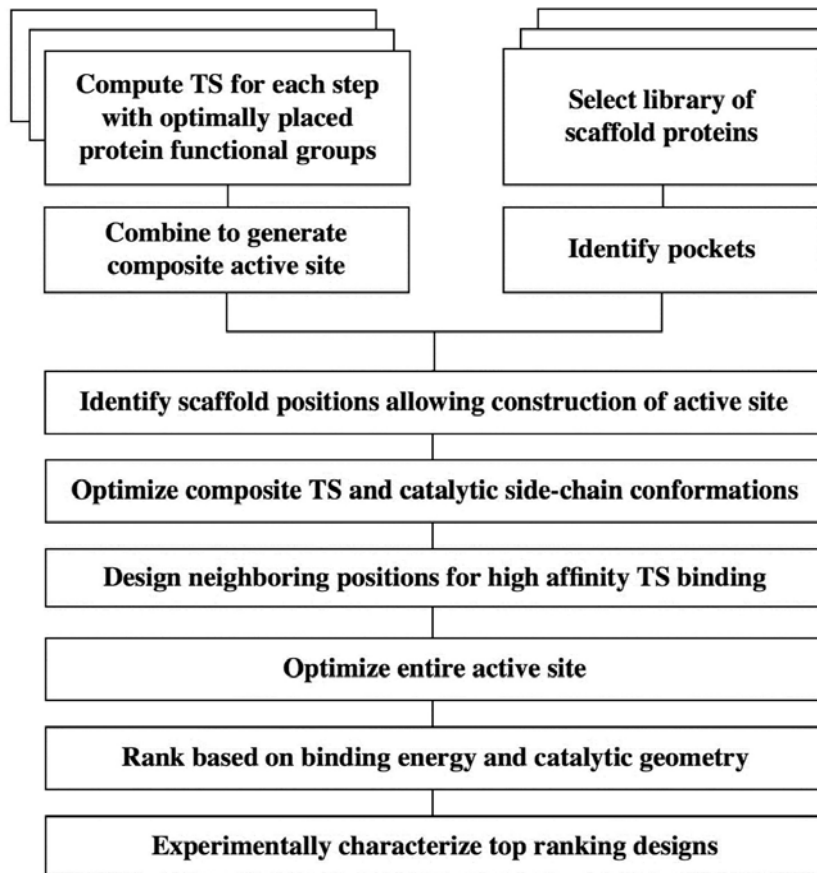 Compute TS for each step
with optimally placed
protein functional groups
Select library of
scaffold proteins
Combine to generate
composite active site
Identify pockets
Identify scaffold positions allowing construction of active site
Optimize composite TS and catalytic side-chain conformations
Design neighboring positions for high affinity TS binding
Optimize entire active site
Rank based on binding energy and catalytic geometry
Experimentally characterize top ranking designs